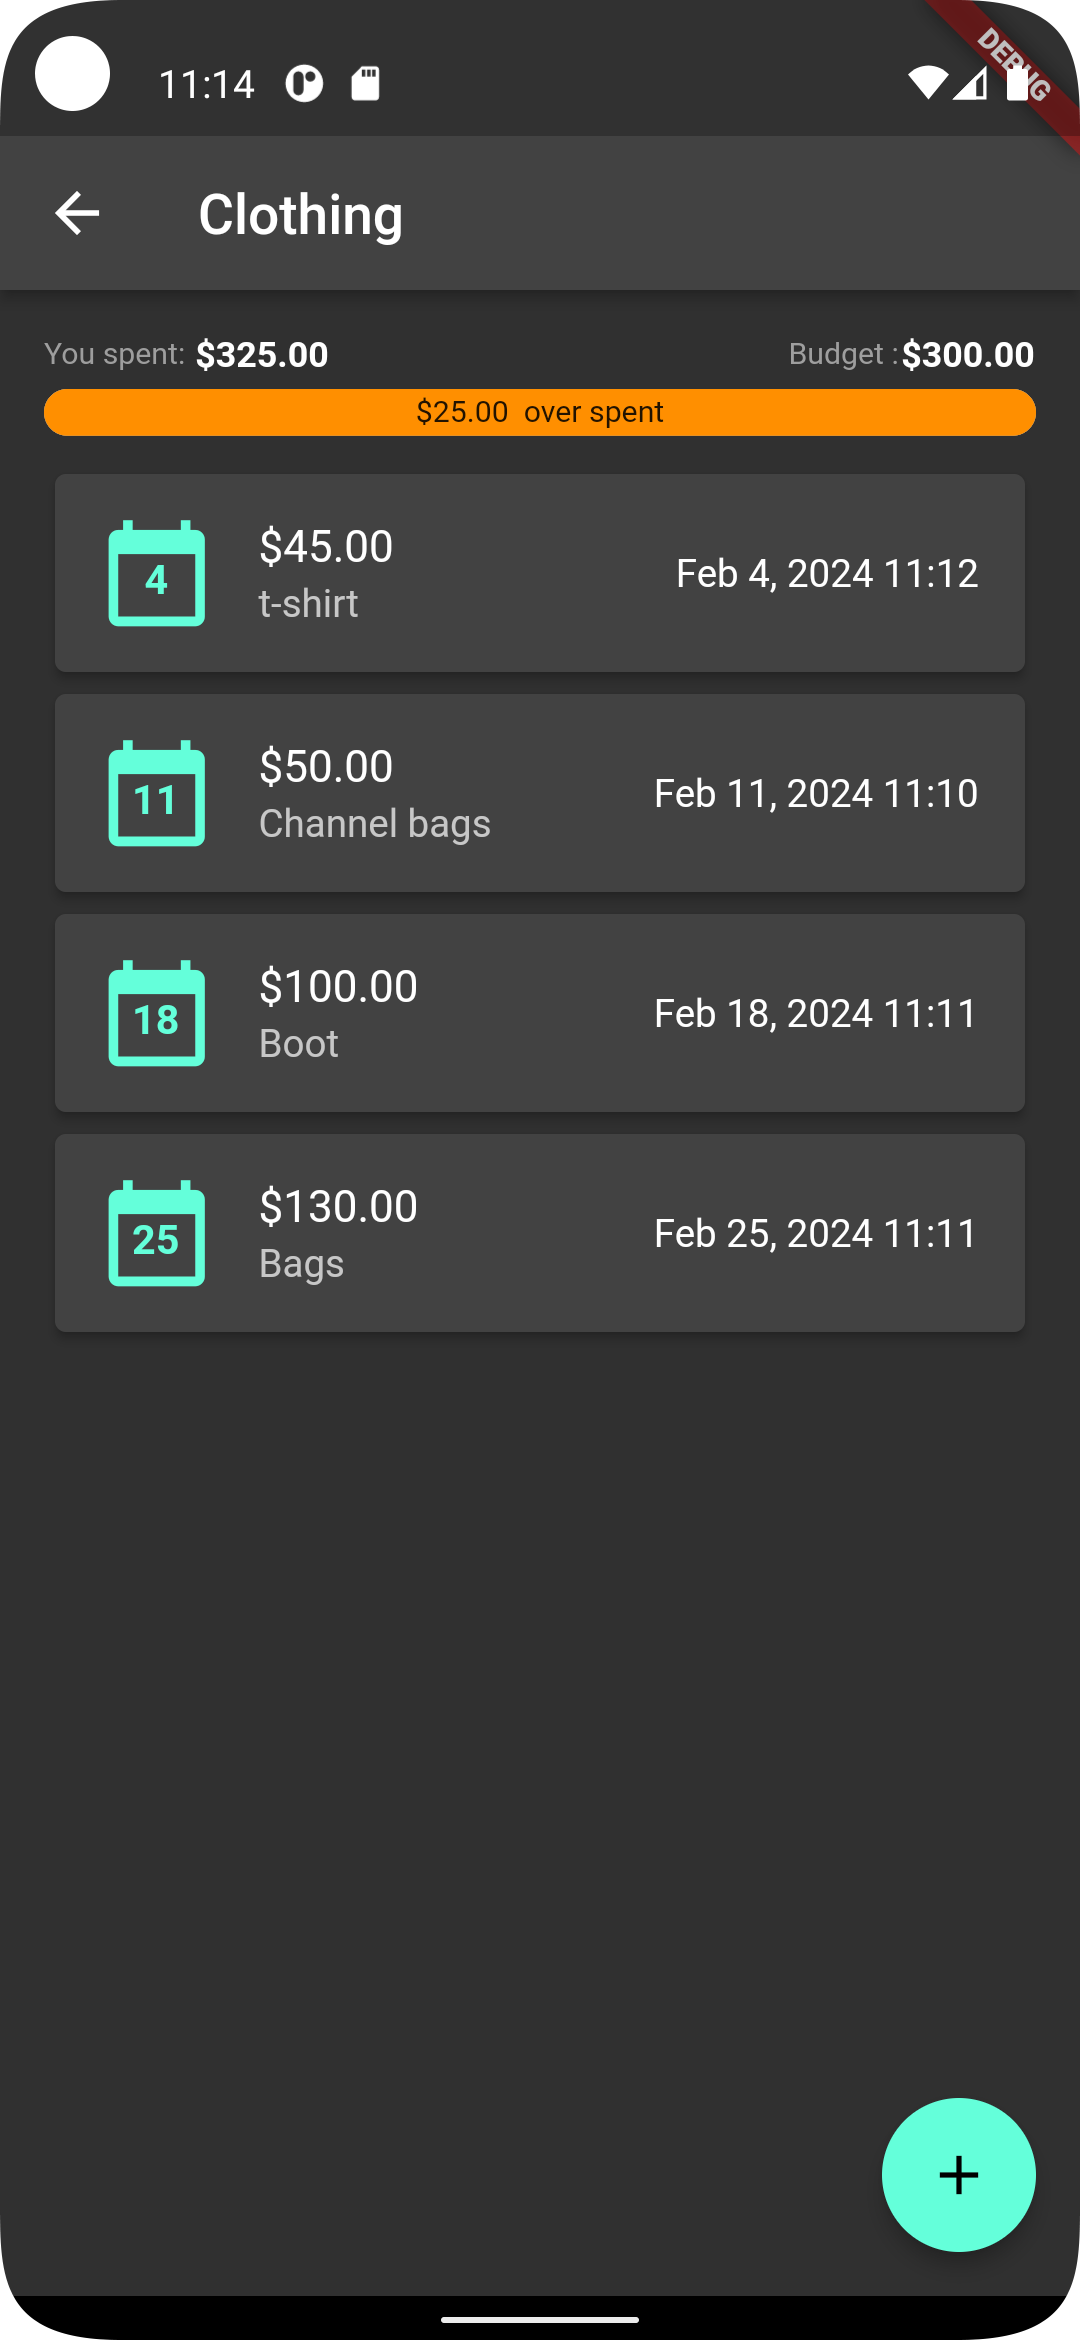 11:14
DEBUG
Clothing
You spent: $325.00 Budget : $300.00
$25.00 over spent
4 $45.00 Feb 4, 2024 11:12
t-shirt
11 $50.00 Feb 11, 2024 11:10
Channel bags
18 $100.00 Feb 18, 2024 11:11
Boot
25 $130.00 Feb 25, 2024 11:11
Bags